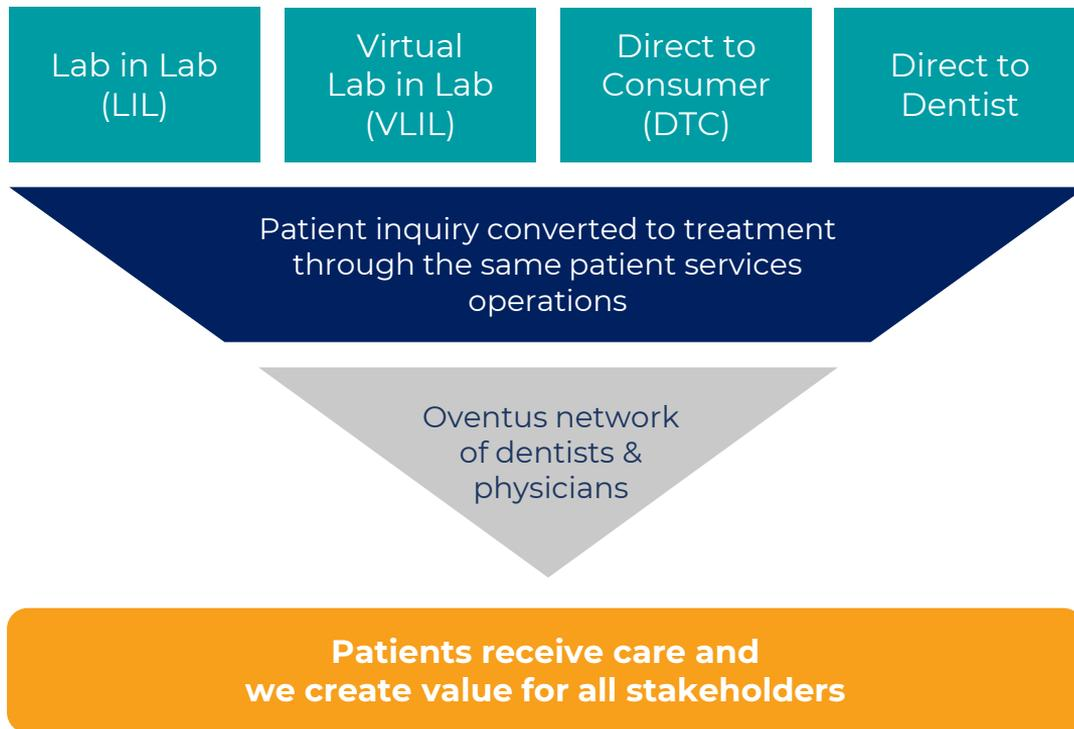 Lab in Lab
(LIL)
Virtual
Lab in Lab
(VLIL)
Direct to
Consumer
(DTC)
Direct to
Dentist
Patient inquiry converted to treatment
through the same patient services
operations
Oventus network
of dentists &
physicians
Patients receive care and
we create value for all stakeholders